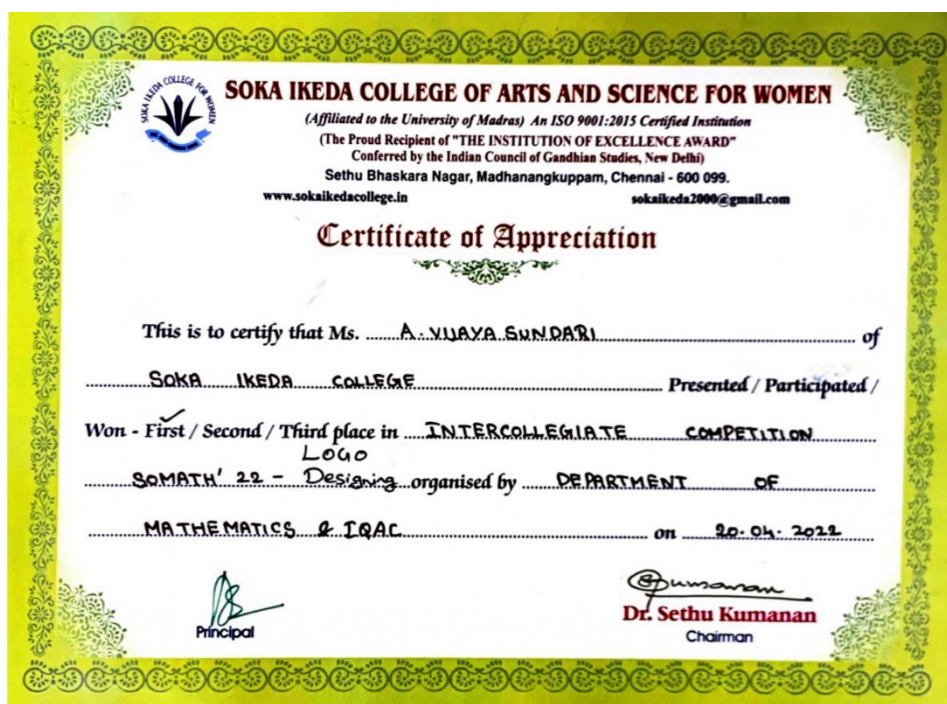 SOKA IKEDA COLLEGE FOR WOMEN
SOKA IKEDA COLLEGE OF ARTS AND SCIENCE FOR WOMEN
(Affiliated to the University of Madras) An ISO 9001:2015 Certified Institution
(The Proud Recipient of "THE INSTITUTION OF EXCELLENCE AWARD"
Conferred by the Indian Council of Gandhian Studies, New Delhi)
Sethu Bhaskara Nagar, Madhanangkuppam, Chennai - 600 099.
www.sokaikedacollege.in sokaikeda2000@gmail.com
Certificate of Appreciation
This is to certify that Ms. A. VIJAYA SUNDARI of
SOKA IKEDA COLLEGE Presented / Participated /
Won - First / Second / Third place in INTERCOLLEGIATE COMPETITION
LOGO
SOMATH' 22 - Designing organised by DEPARTMENT OF
MATHEMATICS & IQAC on 20.04.2022
Principal
Dr. Sethu Kumanan
Chairman